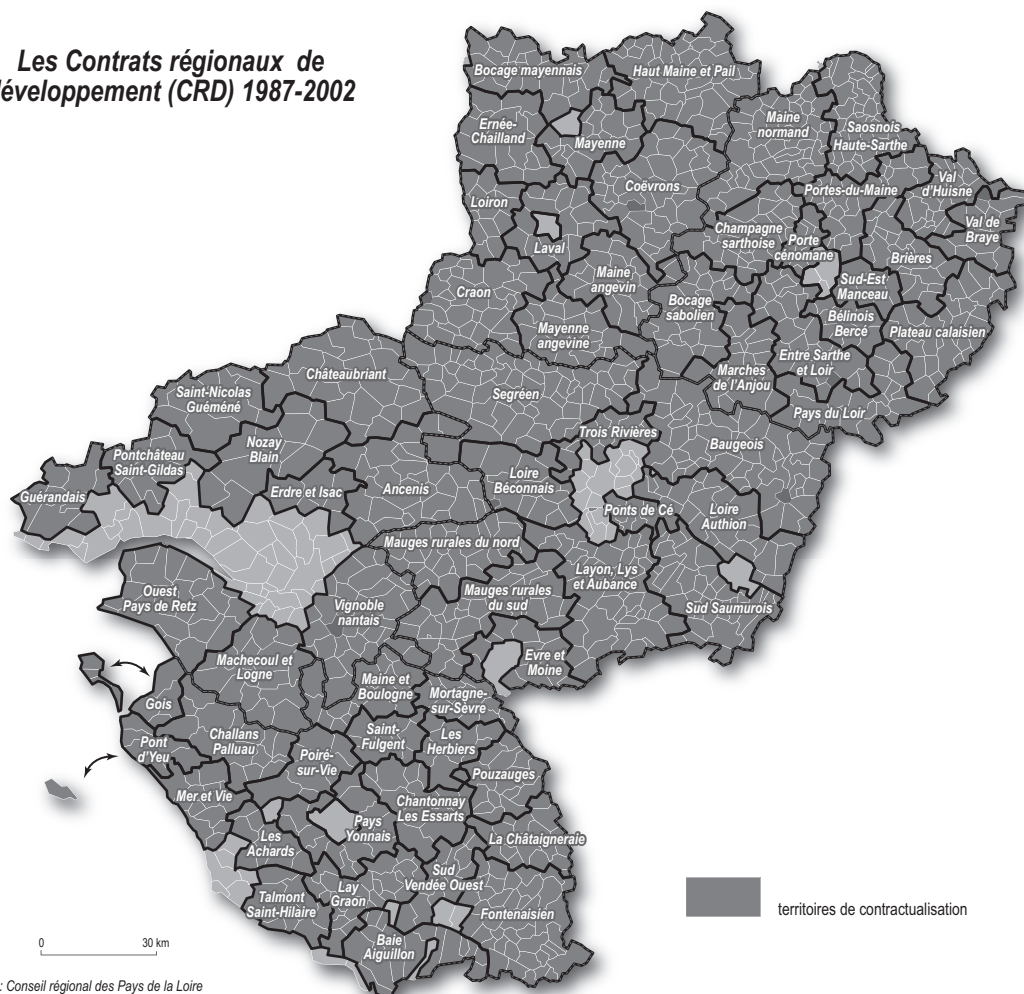 Les Contrats régionaux de
développement (CRD) 1987-2002
Bocage mayennais
Haut Maine et Pail
Ernée-
Chailland
Mayenne
Maine
normand
Saosnois
Haute-Sarthe
Coëvrons
Loiron
Laval
Portes-du-Maine
Val
d'Huisne
Val de
Braye
Champagne
sarthoise
Porte
cénomane
Brières
Sud-Est
Manceau
Craon
Maine
angevin
Bocage
sabolien
Bélinois
Bercé
Plateau calaisien
Mayenne
angevine
Entre Sarthe
et Loir
Marches
de l'Anjou
Pays du Loir
Châteaubriant
Saint-Nicolas
Guéméné
Segréen
Trois Rivières
Baugeois
Nozay
Blain
Pontchâteau
Saint-Gildas
Guérandais
Erdre et Isac
Ancenis
Loire
Béconnais
Ponts de Cé
Loire
Authion
Mauges rurales du nord
Layon, Lys
et Aubance
Ouest
Pays de Retz
Vignoble
nantais
Mauges rurales
du sud
Sud Saumurois
Machecoul et
Logne
Evre et
Moine
Maine et
Boulogne
Mortagne-
sur-Sèvre
Gois
Pont
d'Yeu
Challans
Palluau
Saint-
Fulgent
Les
Herbiers
Poiré-
sur-Vie
Pouzauges
Mer et Vie
Chantonnay
Les Essarts
Pays
Yonnais
Les
Achards
La Châtaigneraie
Sud
Vendée Ouest
Lay
Graon
Talmont
Saint-Hilaire
Fontenaisien
Baie
Aiguillon
territoires de contractualisation
0 30 km
: Conseil régional des Pays de la Loire